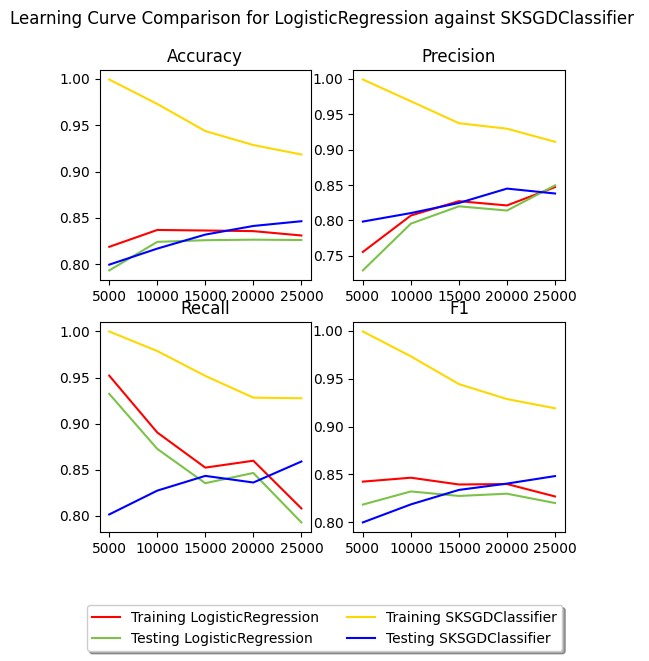 Learning Curve Comparison for LogisticRegression against SKSGDClassifier
Accuracy
1.00
0.95
0.90
0.85
0.80
5000 10000 15000 20000 25000
Precision
1.00
0.95
0.90
0.85
0.80
0.75
5000 10000 15000 20000 25000
Recall
1.00
0.95
0.90
0.85
0.80
5000 10000 15000 20000 25000
F1
1.00
0.95
0.90
0.85
0.80
5000 10000 15000 20000 25000
Training LogisticRegression
Testing LogisticRegression
Training SKSGDClassifier
Testing SKSGDClassifier